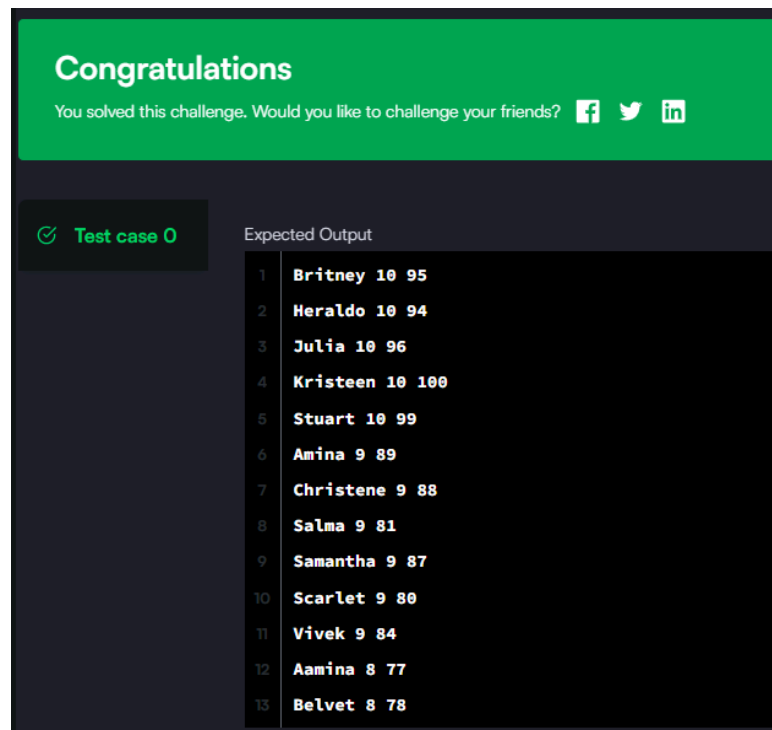 Congratulations
You solved this challenge. Would you like to challenge your friends?
Test case 0
Expected Output
1 Britney 10 95
2 Heraldo 10 94
3 Julia 10 96
4 Kristeen 10 100
5 Stuart 10 99
6 Amina 9 89
7 Christene 9 88
8 Salma 9 81
9 Samantha 9 87
10 Scarlet 9 80
11 Vivek 9 84
12 Aamina 8 77
13 Belvet 8 78